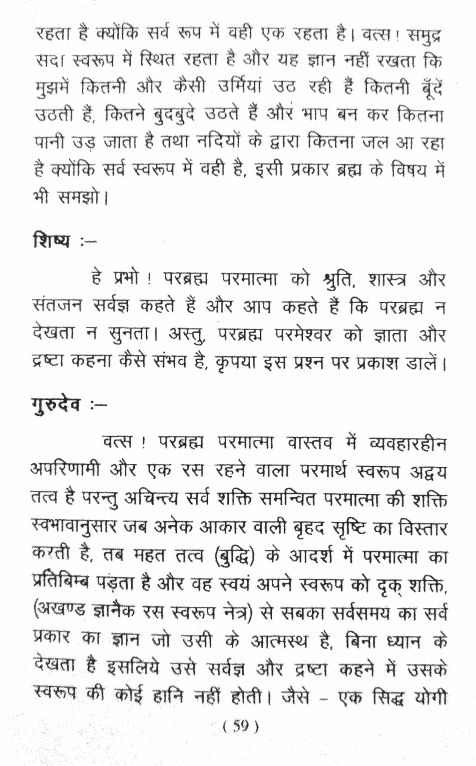 रहता है क्योंकि सर्व रूप में वही एक रहता है। वत्स! समुद्र
सदा स्वरूप में स्थित रहता है और यह ज्ञान नहीं रखता कि
मुझमें कितनी और कैसी उर्मियां उठ रही हैं कितनी बूँदें
उठती हैं, कितने बुदबुदे उठते हैं और भाप बन कर कितना
पानी उड़ जाता है तथा नदियों के द्वारा कितना जल आ रहा
है क्योंकि सर्व स्वरूप में वही है, इसी प्रकार ब्रह्म के विषय में
भी समझो।
शिष्य :–
हे प्रभो! परब्रह्म परमात्मा को श्रुति, शास्त्र और
संतजन सर्वज्ञ कहते हैं और आप कहते हैं कि परब्रह्म न
देखता न सुनता। अस्तु, परब्रह्म परमेश्वर को ज्ञाता और
द्रष्टा कहना कैसे संभव है, कृपया इस प्रश्न पर प्रकाश डालें।
गुरुदेव :–
वत्स! परब्रह्म परमात्मा वास्तव में व्यवहारहीन
अपरिणामी और एक रस रहने वाला परमार्थ स्वरूप अद्वय
तत्व है परन्तु अचिन्त्य सर्व शक्ति समन्वित परमात्मा की शक्ति
स्वभावानुसार जब अनेक आकार वाली बृहद सृष्टि का विस्तार
करती है, तब महत तत्व (बुद्धि) के आदर्श में परमात्मा का
प्रतिबिम्ब पड़ता है और वह स्वयं अपने स्वरूप को दृक् शक्ति,
(अखण्ड ज्ञानैक रस स्वरूप नेत्र) से सबका सर्वसमय का सर्व
प्रकार का ज्ञान जो उसी के आत्मस्थ है, बिना ध्यान के
देखता है इसलिये उसे सर्वज्ञ और द्रष्टा कहने में उसके
स्वरूप की कोई हानि नहीं होती। जैसे – एक सिद्ध योगी
( 59 )